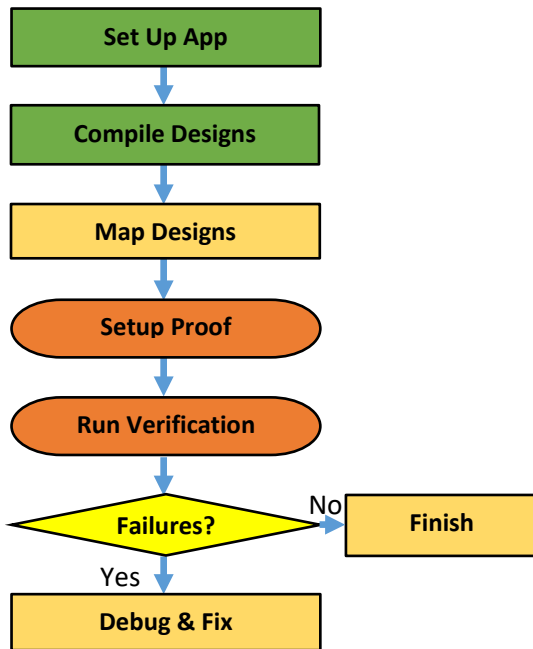 Set Up App
Compile Designs
Map Designs
Setup Proof
Run Verification
Failures?
No
Finish
Yes
Debug & Fix